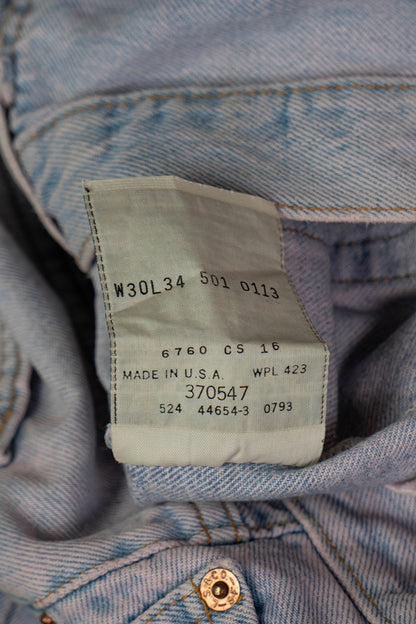 W30L34 501 0113
6760 CS 16
MADE IN U.S.A. WPL 423
370547
524 44654-3 0793